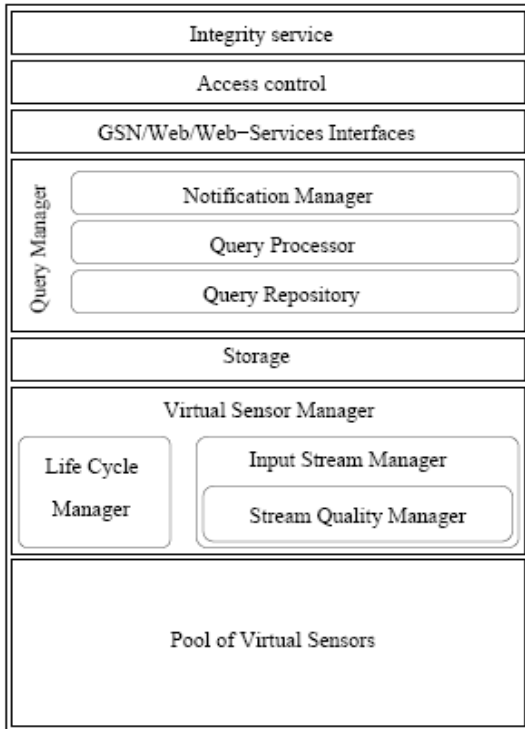 Integrity service
Access control
GSN/Web/Web−Services Interfaces
Query Manager
Notification Manager
Query Processor
Query Repository
Storage
Virtual Sensor Manager
Life Cycle
Manager
Input Stream Manager
Stream Quality Manager
Pool of Virtual Sensors